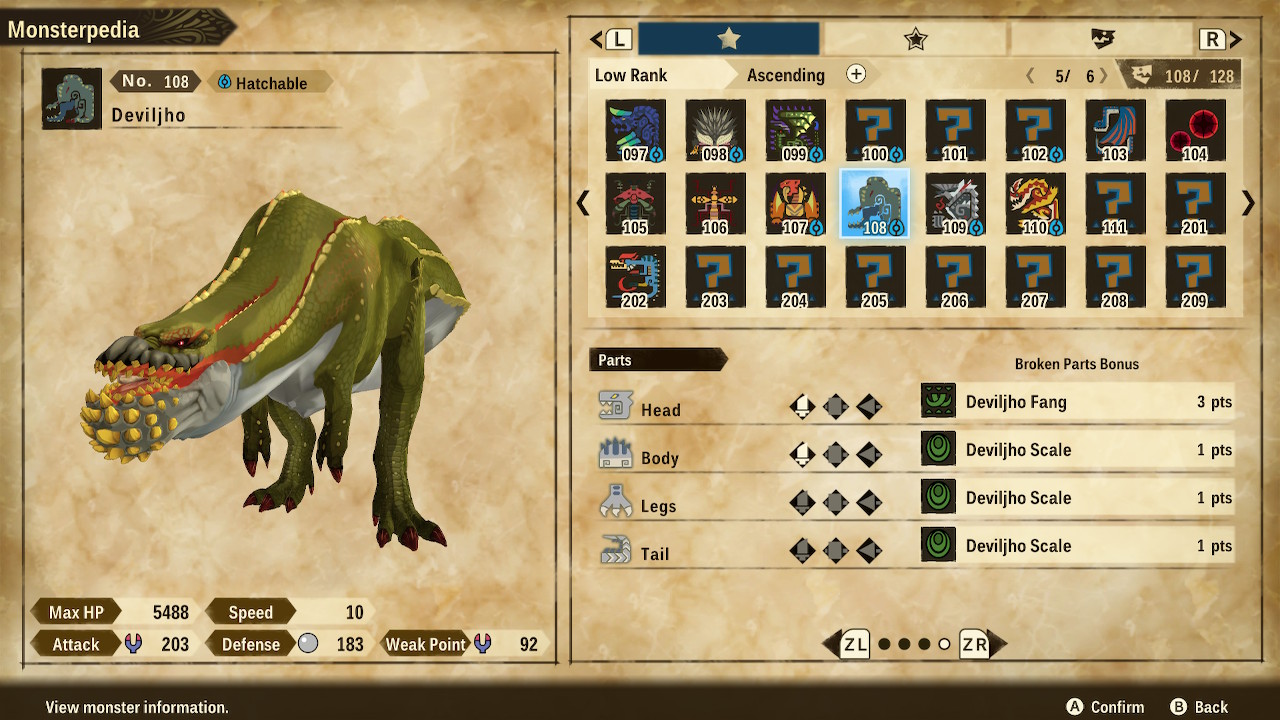 Monsterpedia
No. 108
Hatchable
Deviljho
Max HP 5488 Speed 10
Attack 203 Defense 183 Weak Point 92
L R
Low Rank Ascending + 5/ 6 108/ 128
097 098 099 100 101 102 103 104
105 106 107 108 109 110 111 201
202 203 204 205 206 207 208 209
Parts Broken Parts Bonus
Head Deviljho Fang 3 pts
Body Deviljho Scale 1 pts
Legs Deviljho Scale 1 pts
Tail Deviljho Scale 1 pts
ZL ZR
View monster information. A Confirm B Back